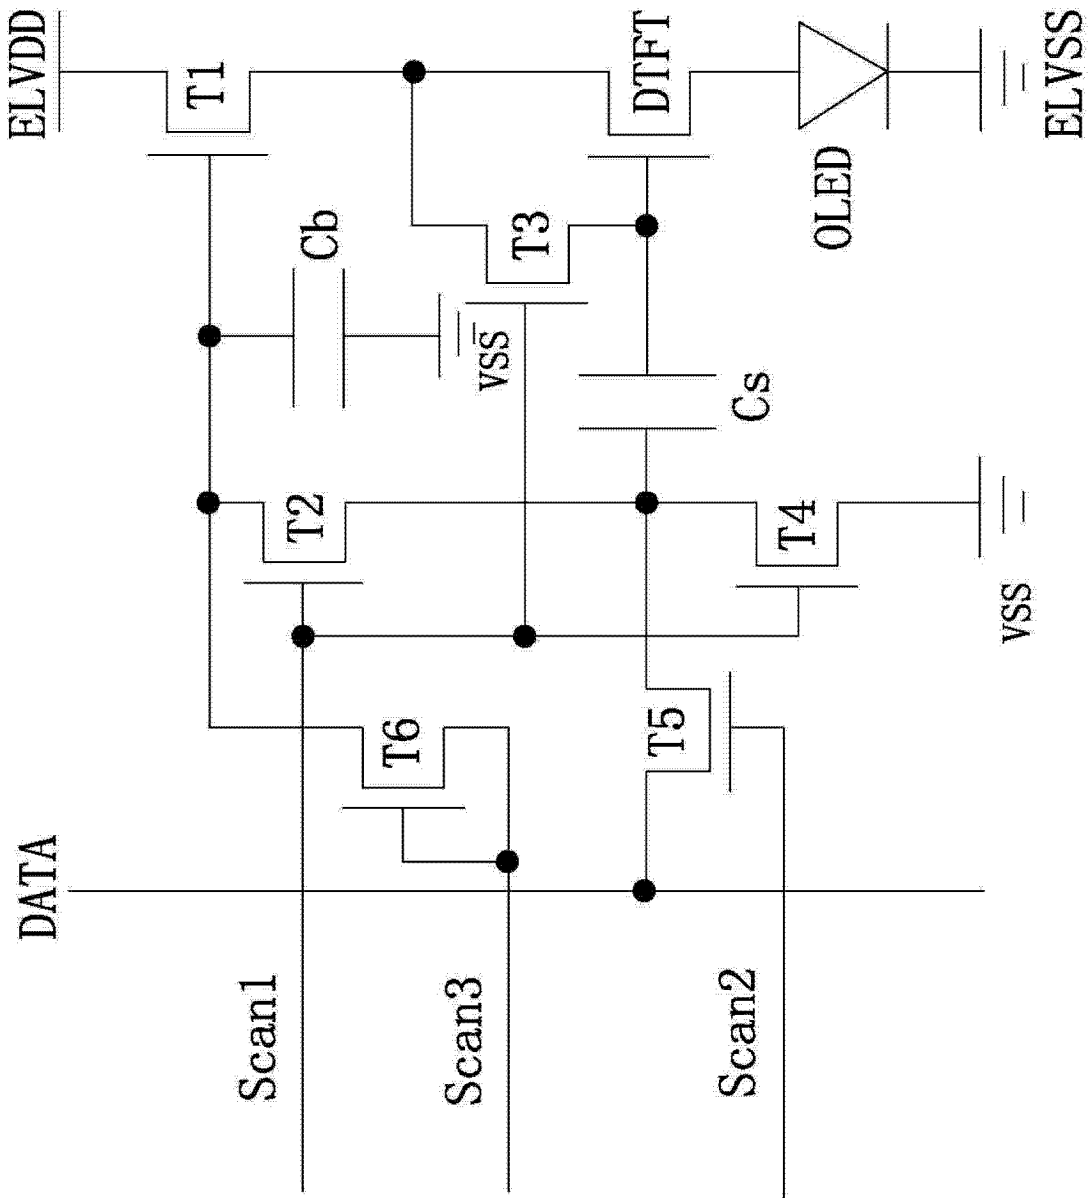 ELVDD
T1
DTFT
OLED
ELVSS
Cb
T3
VSS
Cs
T2
T4
VSS
T6
T5
DATA
Scan1
Scan3
Scan2